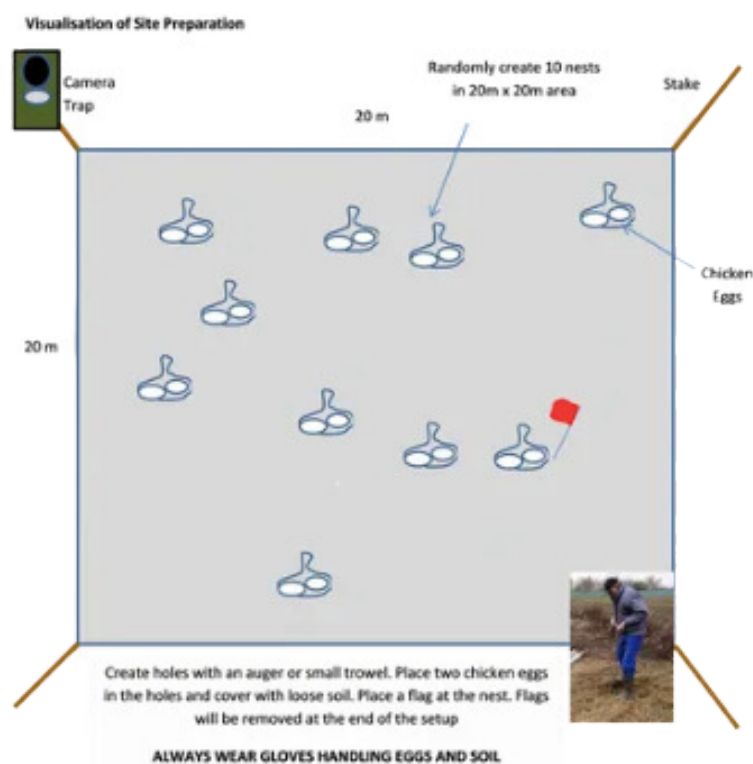 Visualisation of Site Preparation
Camera
Trap
Randomly create 10 nests
in 20m x 20m area
Stake
20 m
Chicken
Eggs
20 m
Create holes with an auger or small trowel. Place two chicken eggs
in the holes and cover with loose soil. Place a flag at the nest. Flags
will be removed at the end of the setup
ALWAYS WEAR GLOVES HANDLING EGGS AND SOIL